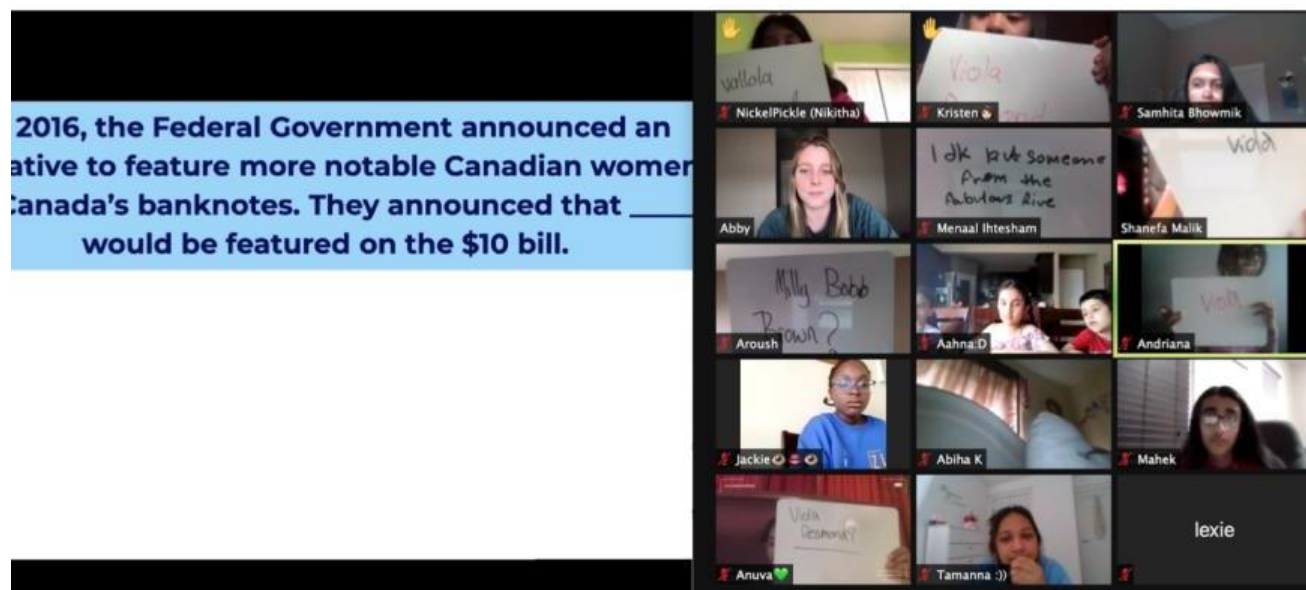 2016, the Federal Government announced an
ative to feature more notable Canadian women
Canada's banknotes. They announced that ____
would be featured on the $10 bill.
vallola
NickelPickle (Nikitha)
Viola
Kristen
Samhita Bhowmik
Abby
I dk but someone
from the
fabulous five
Menaal Ihtesham
Viola
Shanefa Malik
Milly Bobb
Brown?
Aroush
Aahna:D
Viola
Andriana
Jackie
Abiha K
Mahek
Viola
Desmond?
Anuva💚
Tamanna :))
lexie